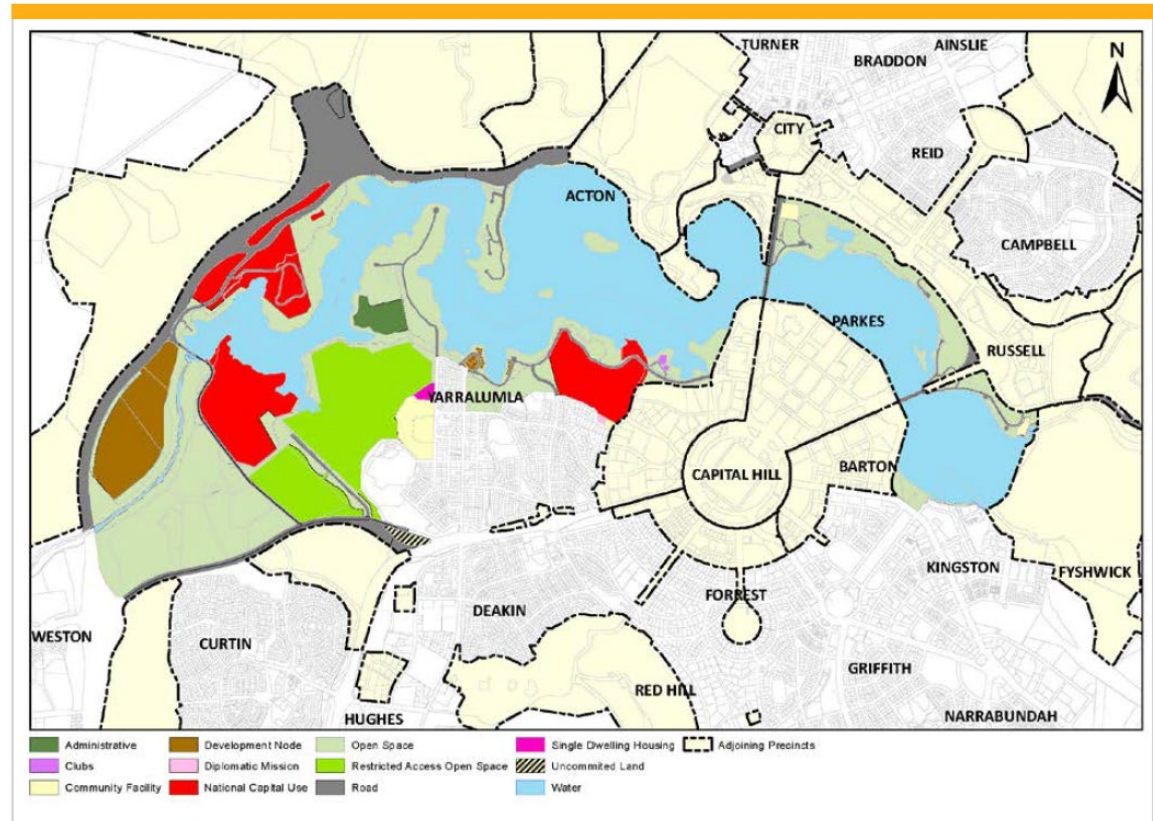 TURNER
AINSLIE
BRADDON
N
CITY
REID
ACTON
CAMPBELL
PARKES
RUSSELL
YARRALUMLA
CAPITAL HILL
BARTON
KINGSTON
FYSHWICK
FORREST
DEAKIN
WESTON
CURTIN
GRIFFITH
RED HILL
HUGHES
NARRABUNDAH
Administrative
Development Node
Open Space
Single Dwelling Housing
Adjoining Precincts
Clubs
Diplomatic Mission
Restricted Access Open Space
Uncommited Land
Community Facility
National Capital Use
Road
Water